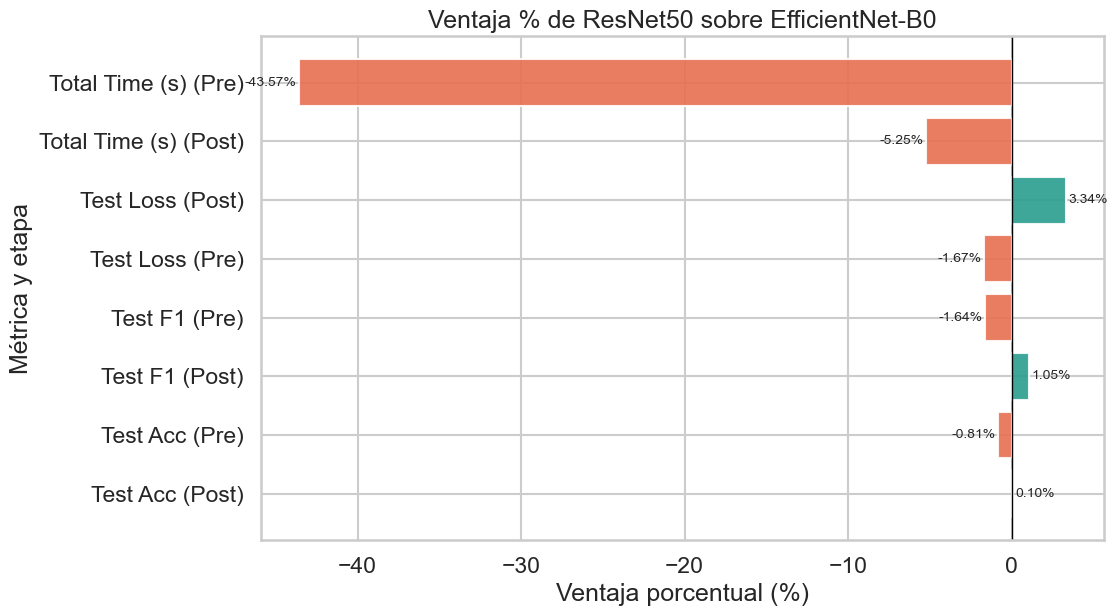 Ventaja % de ResNet50 sobre EfficientNet-B0
Métrica y etapa
Total Time (s) (Pre) -43.57%
Total Time (s) (Post) -5.25%
Test Loss (Post) 3.34%
Test Loss (Pre) -1.67%
Test F1 (Pre) -1.64%
Test F1 (Post) 1.05%
Test Acc (Pre) -0.81%
Test Acc (Post) 0.10%
−40 −30 −20 −10 0
Ventaja porcentual (%)